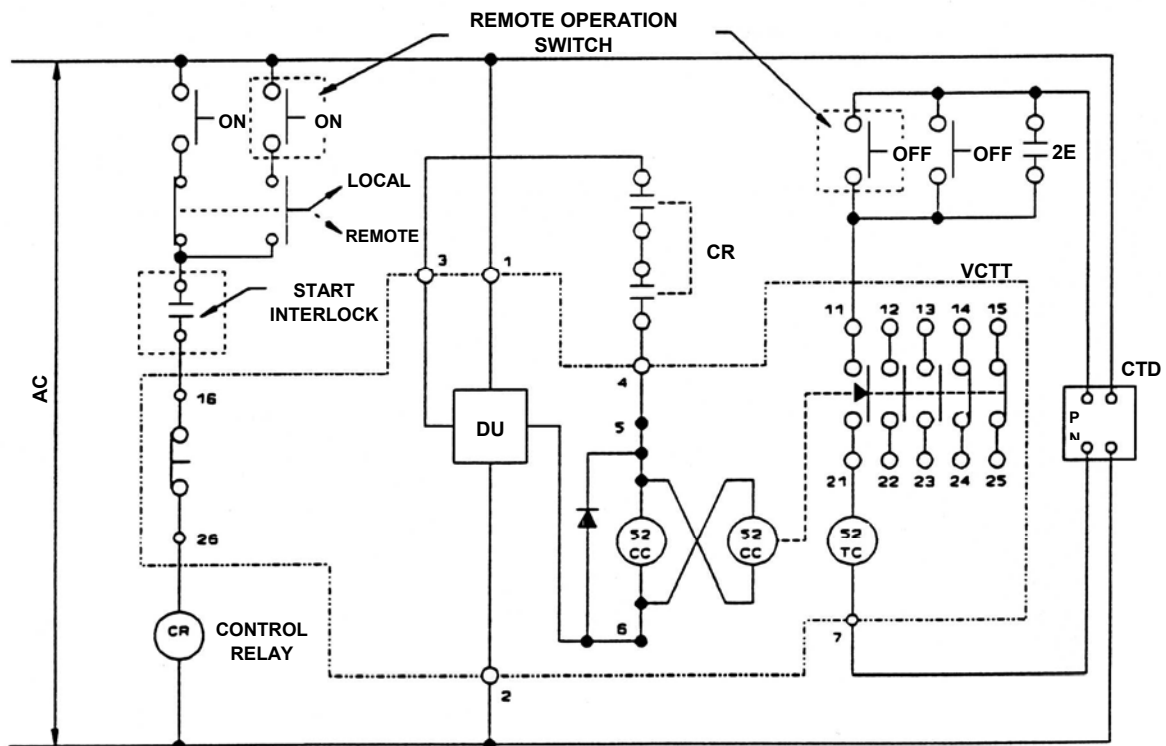 REMOTE OPERATION
SWITCH
ON
ON
OFF
OFF
2E
LOCAL
REMOTE
CR
3
1
VCTT
START
INTERLOCK
11
12
13
14
15
4
CTD
AC
16
DU
5
P
N
21
22
23
24
25
52
CC
52
CC
52
TC
26
6
7
CR
CONTROL
RELAY
2